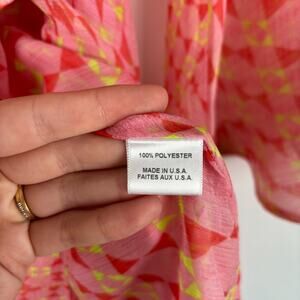 100% POLYESTER
MADE IN U.S.A.
FAITES AUX U.S.A.